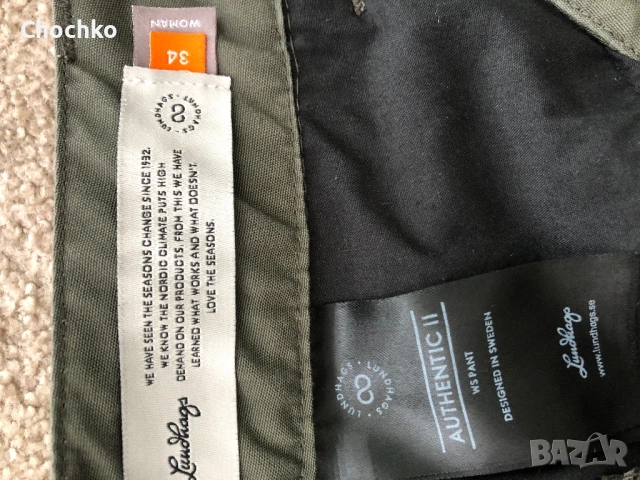 Chochko
WOMAN
34
LUNDHAGS · LUNDHAGS ·
WE HAVE SEEN THE SEASONS CHANGE SINCE 1932.
WE KNOW THE NORDIC CLIMATE PUTS HIGH
DEMAND ON OUR PRODUCTS. FROM THIS WE HAVE
LEARNED WHAT WORKS AND WHAT DOESN'T.
LOVE THE SEASONS.
Lundhags
LUNDHAGS · LUNDHAGS ·
AUTHENTIC II
WS PANT
DESIGNED IN SWEDEN
Lundhags
www.lundhags.se
BAZAR